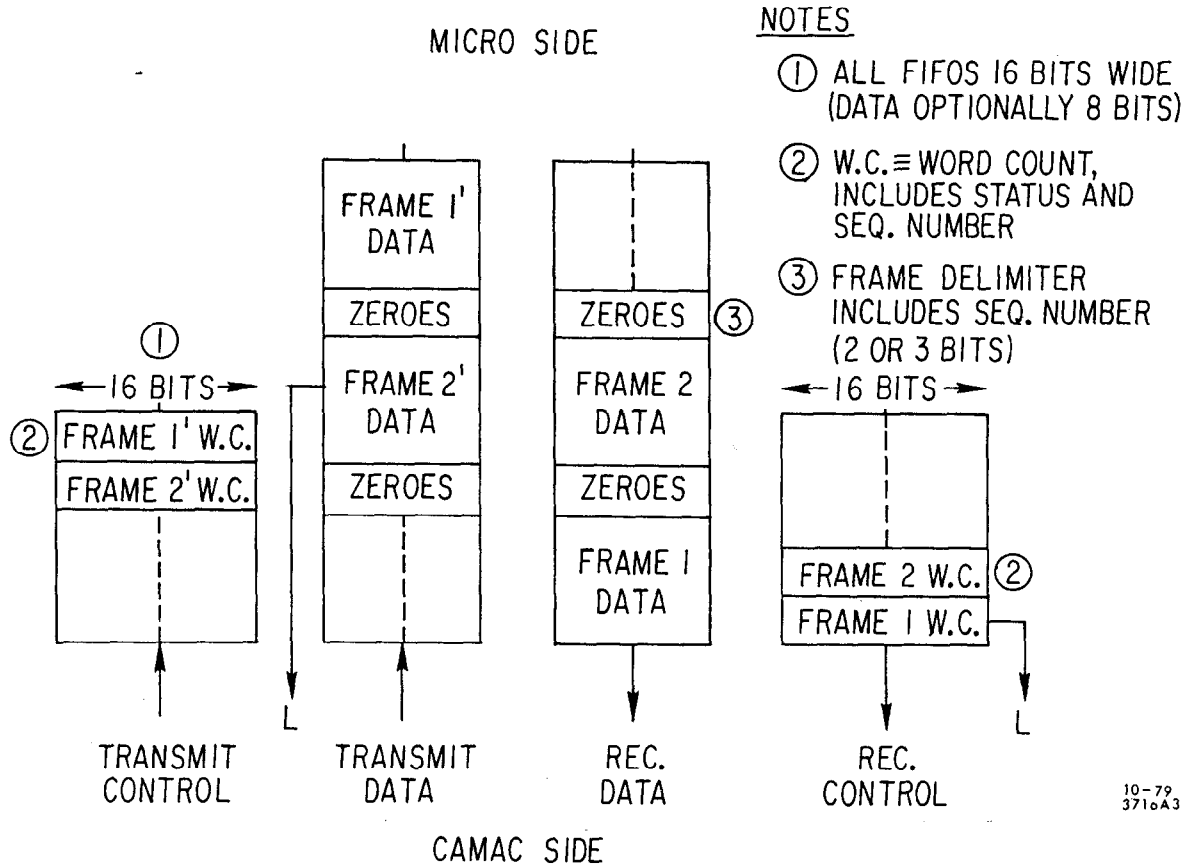 MICRO SIDE
NOTES
① ALL FIFOS 16 BITS WIDE
(DATA OPTIONALLY 8 BITS)
② W.C. ≡ WORD COUNT,
INCLUDES STATUS AND
SEQ. NUMBER
③ FRAME DELIMITER
INCLUDES SEQ. NUMBER
(2 OR 3 BITS)
①
16 BITS
② FRAME 1' W.C.
FRAME 2' W.C.
TRANSMIT
CONTROL
L
FRAME 1'
DATA
ZEROES
FRAME 2'
DATA
ZEROES
TRANSMIT
DATA
ZEROES ③
FRAME 2
DATA
ZEROES
FRAME 1
DATA
REC.
DATA
16 BITS
FRAME 2 W.C. ②
FRAME 1 W.C.
L
REC.
CONTROL
CAMAC SIDE
10-79
3716A3